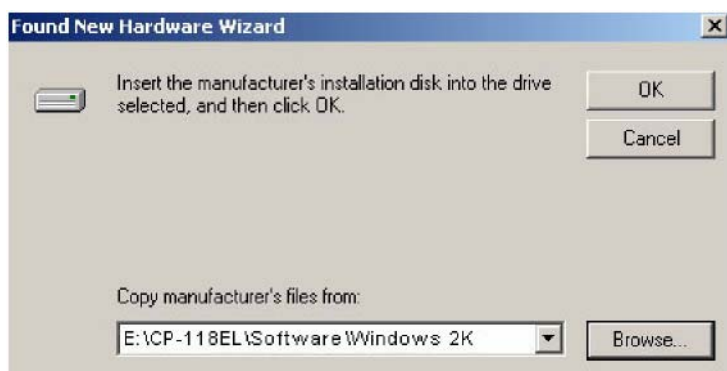 Found New Hardware Wizard
Insert the manufacturer's installation disk into the drive
selected, and then click OK.
OK
Cancel
Copy manufacturer's files from:
E:\CP-118EL\Software\Windows 2K
Browse...